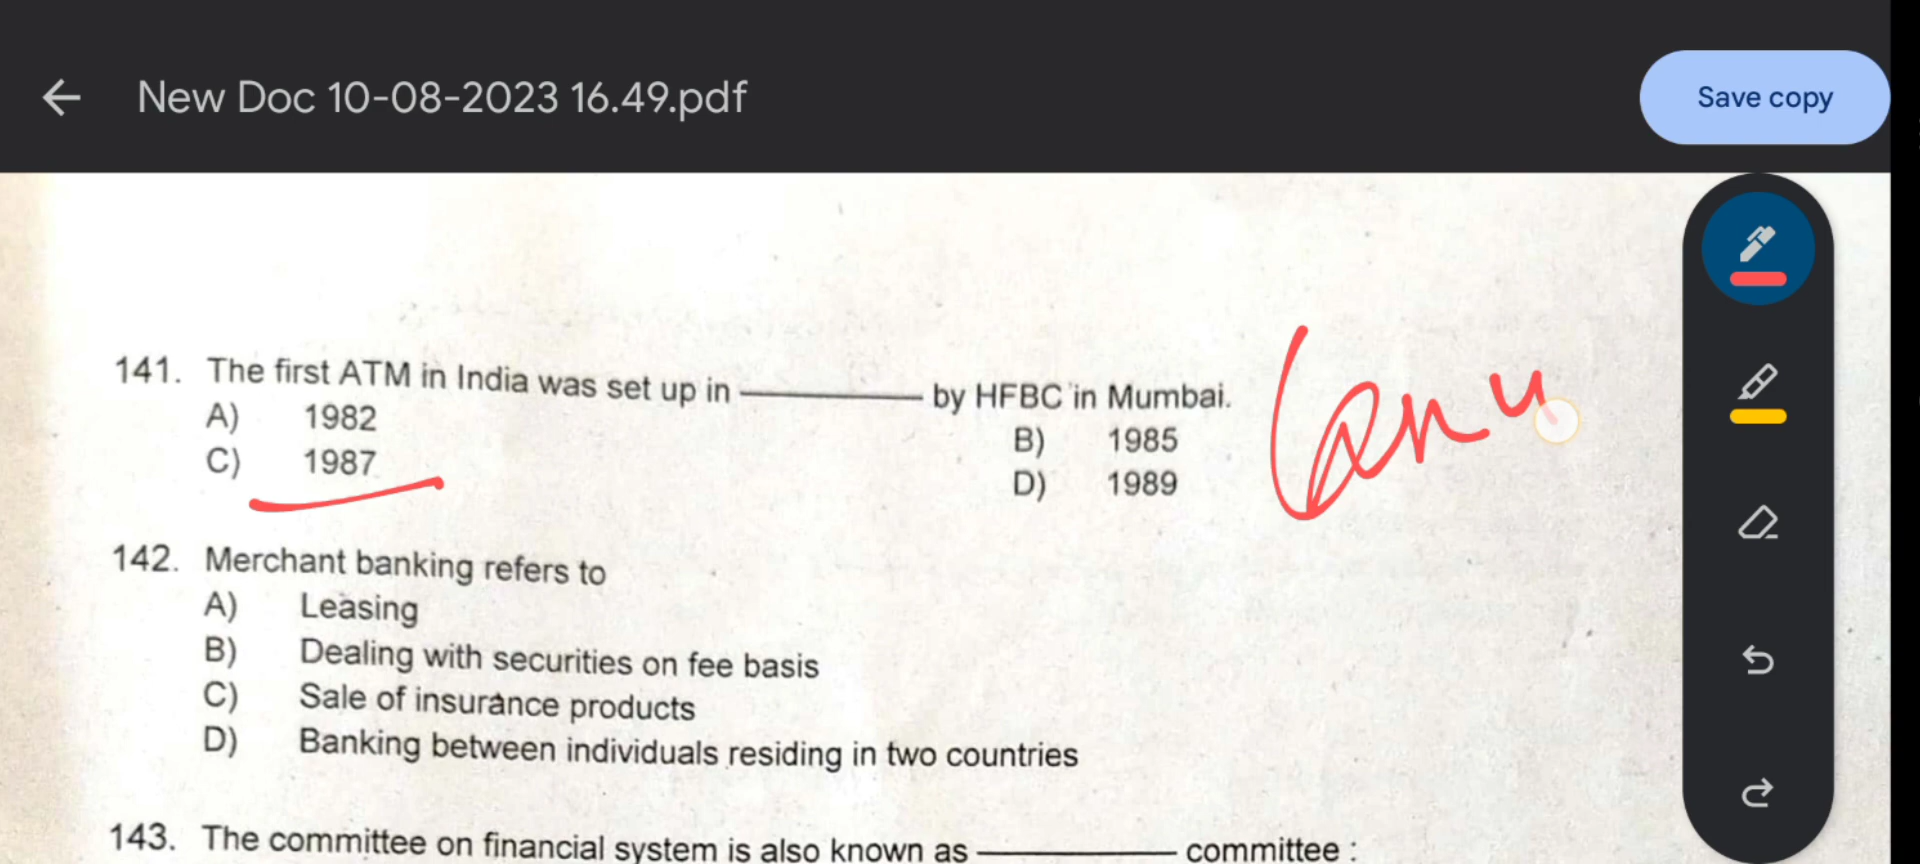 New Doc 10-08-2023 16.49.pdf
Save copy
141. The first ATM in India was set up in ________ by HFBC in Mumbai.
A) 1982
B) 1985
C) 1987
D) 1989
142. Merchant banking refers to
A) Leasing
B) Dealing with securities on fee basis
C) Sale of insurance products
D) Banking between individuals residing in two countries
143. The committee on financial system is also known as ________ committee :